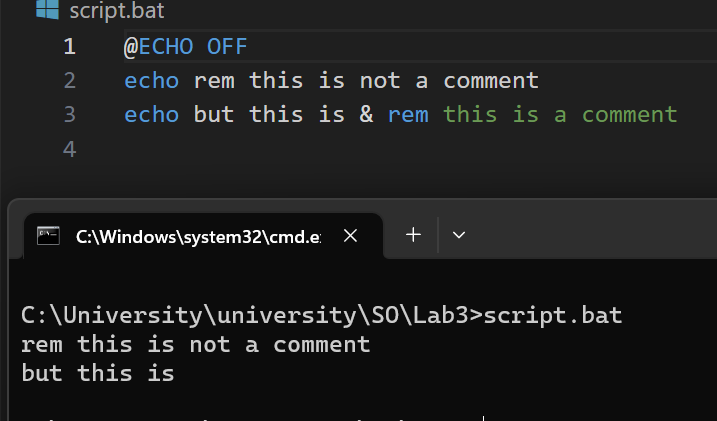 script.bat
1 @ECHO OFF
2 echo rem this is not a comment
3 echo but this is & rem this is a comment
4
C:\Windows\system32\cmd.e
C:\University\university\SO\Lab3>script.bat
rem this is not a comment
but this is